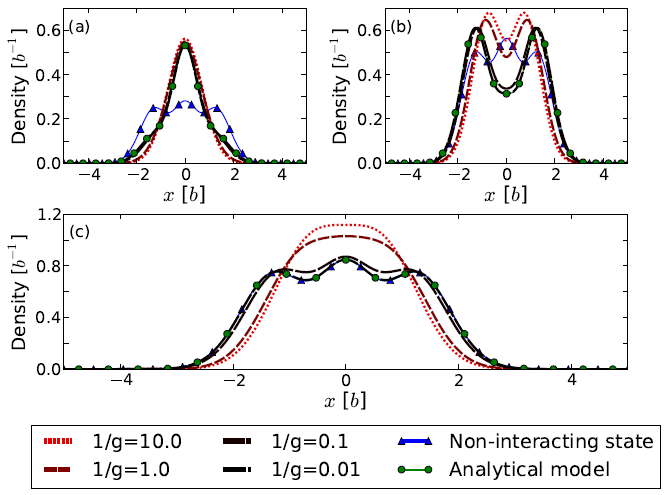 (a)
(b)
Density [b⁻¹]
0.6
0.4
0.2
0.0
−4 −2 0 2 4
x [b]
Density [b⁻¹]
0.6
0.4
0.2
0.0
−4 −2 0 2 4
x [b]
(c)
Density [b⁻¹]
1.2
0.8
0.4
0.0
−4 −2 0 2 4
x [b]
1/g=10.0 1/g=0.1 Non-interacting state
1/g=1.0 1/g=0.01 Analytical model